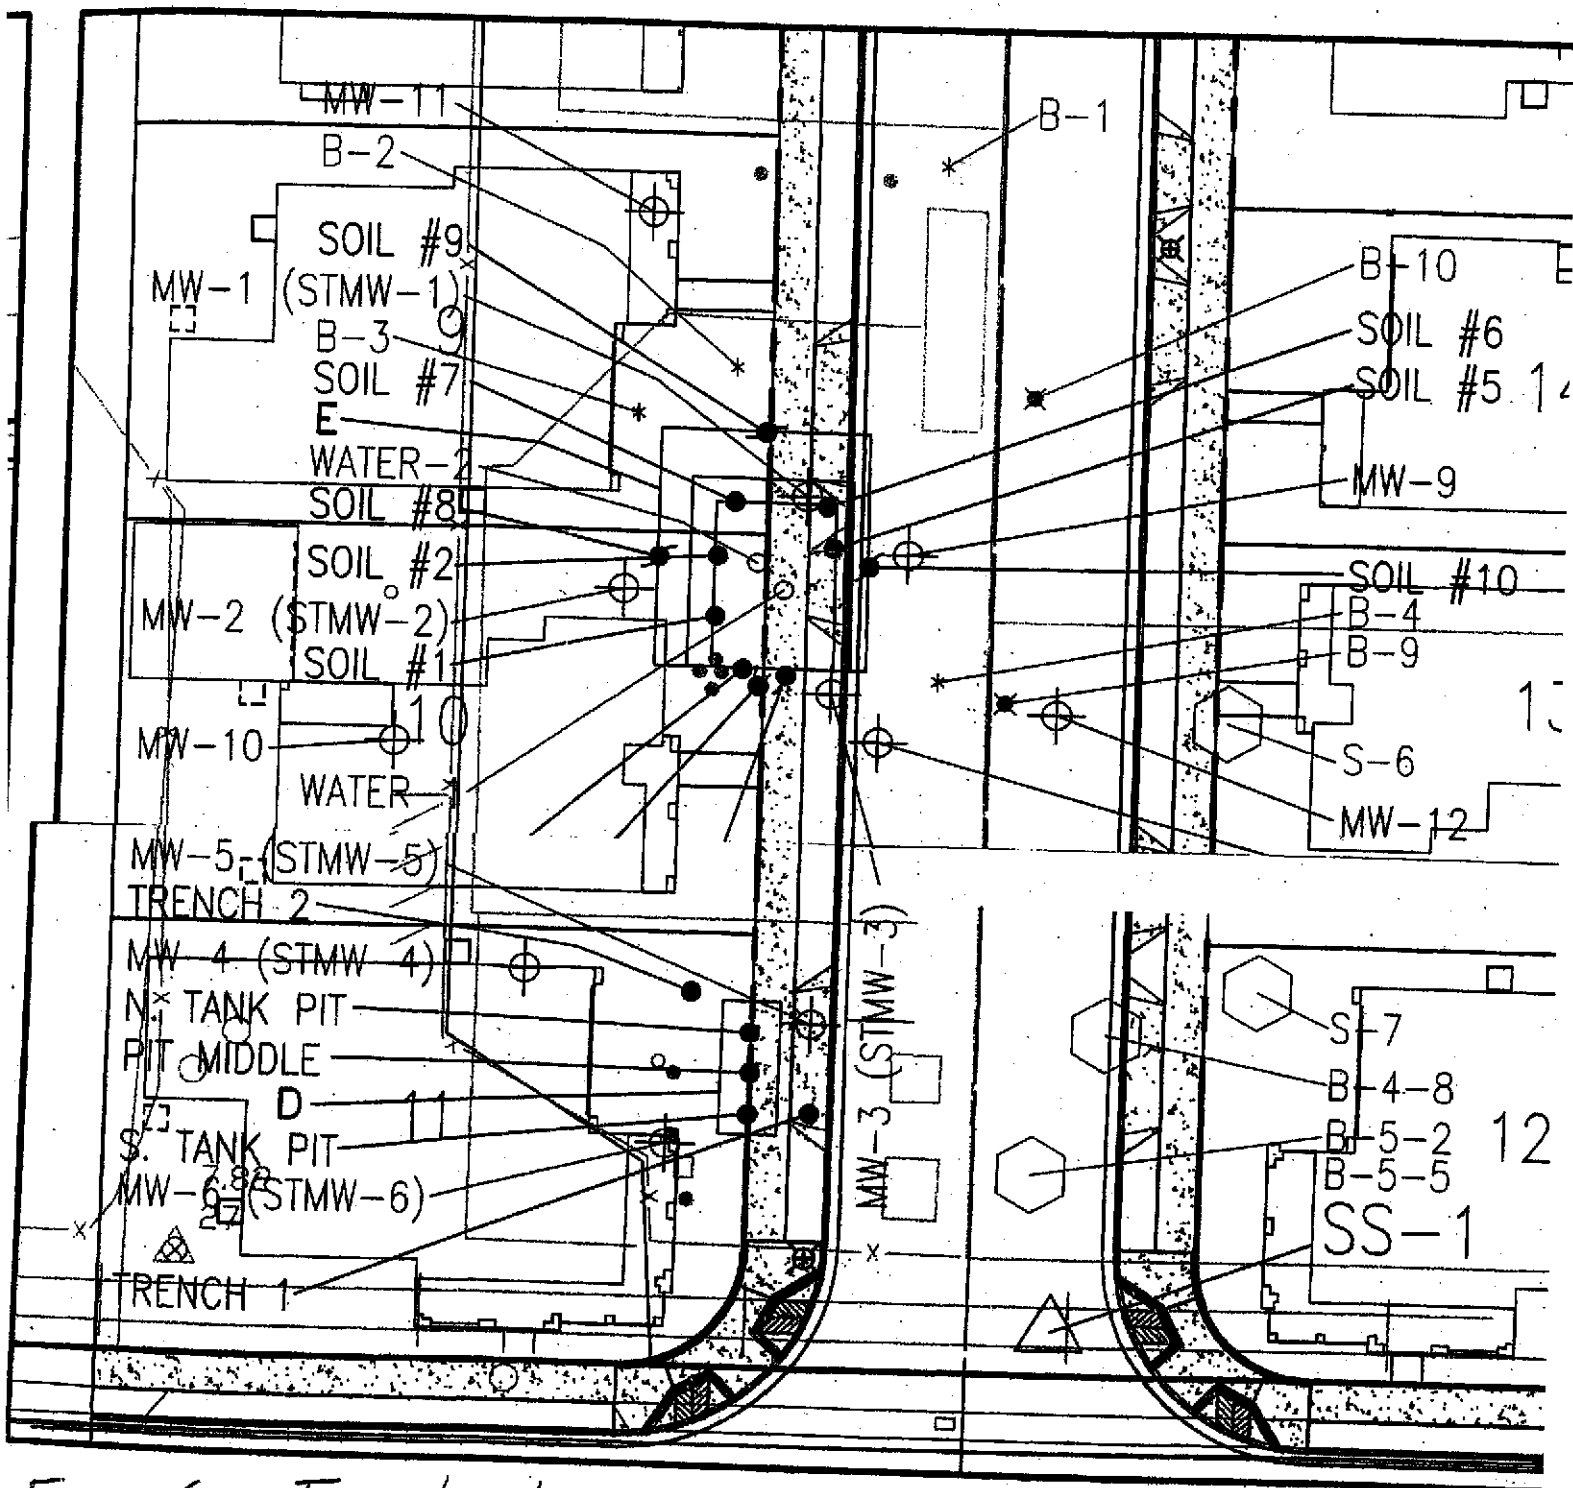 MW-11
B-1
B-2
SOIL #9
MW-1 (STMW-1)
9
B-3
SOIL #7
E
WATER-2
SOIL #8
SOIL #2
MW-2 (STMW-2)
SOIL #1
10
MW-10
WATER
MW-5 (STMW-5)
TRENCH 2
MW-4 (STMW-4)
N. TANK PIT
PIT MIDDLE
D
11
S. TANK PIT
MW-6 (STMW-6)
TRENCH 1
MW-3 (STMW-3)
B-10
SOIL #6
SOIL #5
14
MW-9
SOIL #10
B-4
B-9
13
S-6
MW-12
S-7
B-4-8
B-5-2
12
B-5-5
SS-1